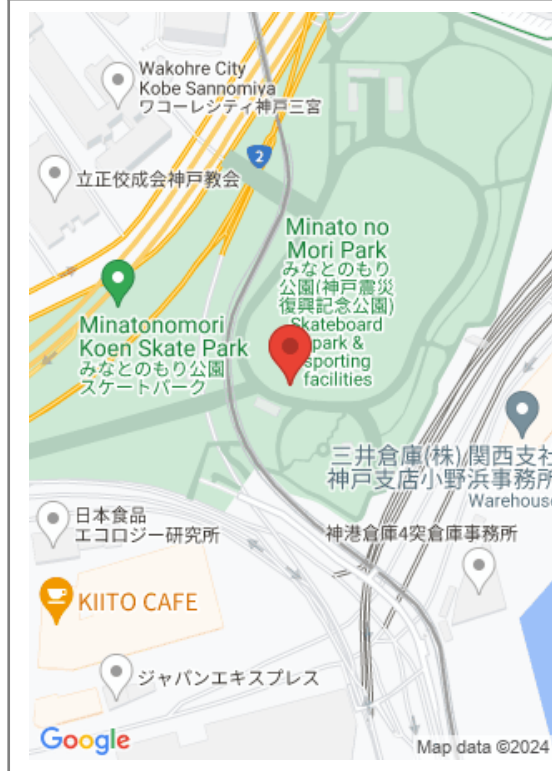 Wakohre City
Kobe Sannomiya
ワコーレシティ神戸三宮
2
立正佼成会神戸教会
Minato no
Mori Park
みなとのもり
公園(神戸震災
復興記念公園)
Skateboard
park &
sporting
facilities
Minatonomori
Koen Skate Park
みなとのもり公園
スケートパーク
三井倉庫(株) 関西支社
神戸支店小野浜事務所
Warehouse
日本食品
エコロジー研究所
神港倉庫4突倉庫事務所
KIITO CAFE
ジャパンエキスプレス
Google
Map data ©2024